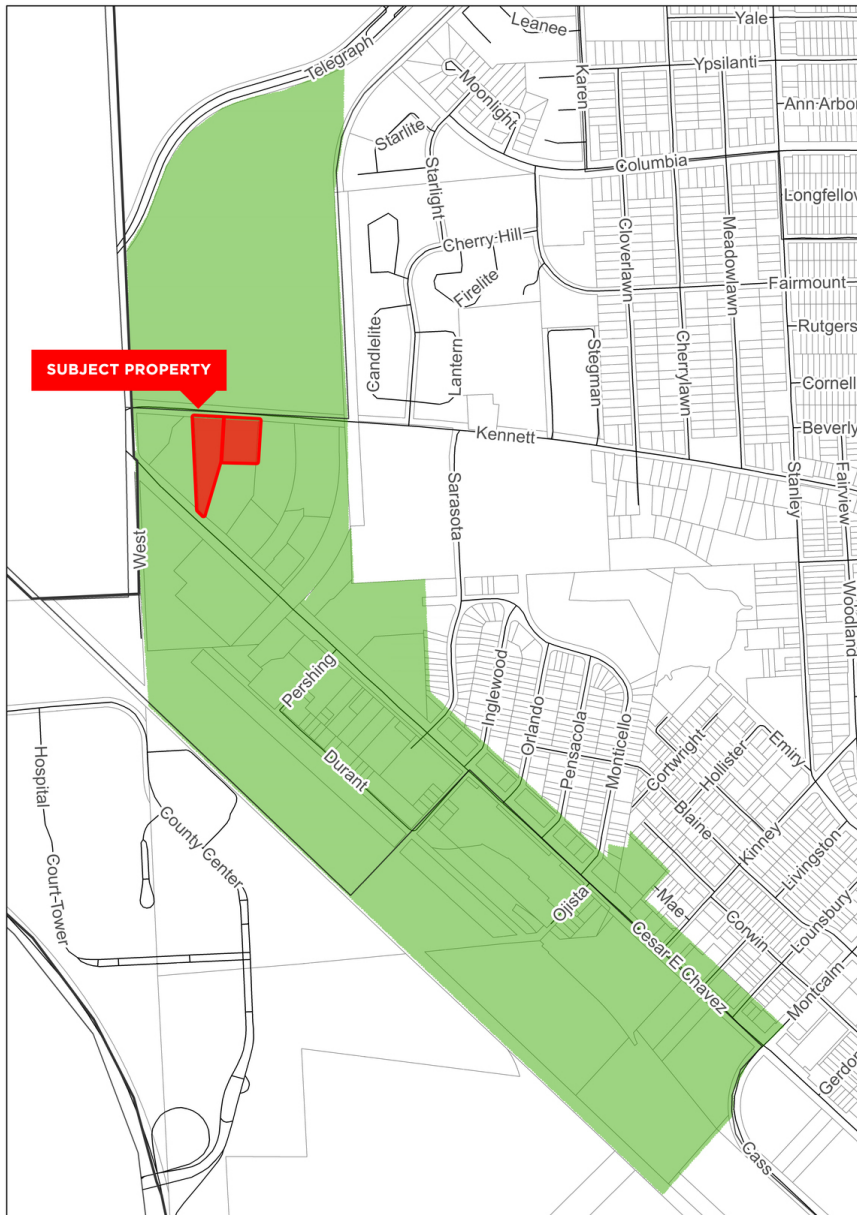 Leanee
Yale
Telegraph
Karen
Ypsilanti
Moonlight
Ann Arbor
Starlite
Columbia
Starlight
Longfellow
Cherry Hill
Cloverlawn
Meadowlawn
Firelite
Fairmount
Candlelite
Lantern
Stegman
Cherrylawn
Rutgers
SUBJECT PROPERTY
Cornell
Kennett
Beverly
Sarasota
Stanley
Fairview
West
Woodland
Pershing
Inglewood
Orlando
Pensacola
Monticello
Cortwright
Hollister
Emiry
Durant
Blaine
Hospital
County Center
Kinney
Livingston
Court-Tower
Ojista
Mae
Corwin
Lounsbury
Cesar E Chavez
Montcalm
Gerdon
Cass